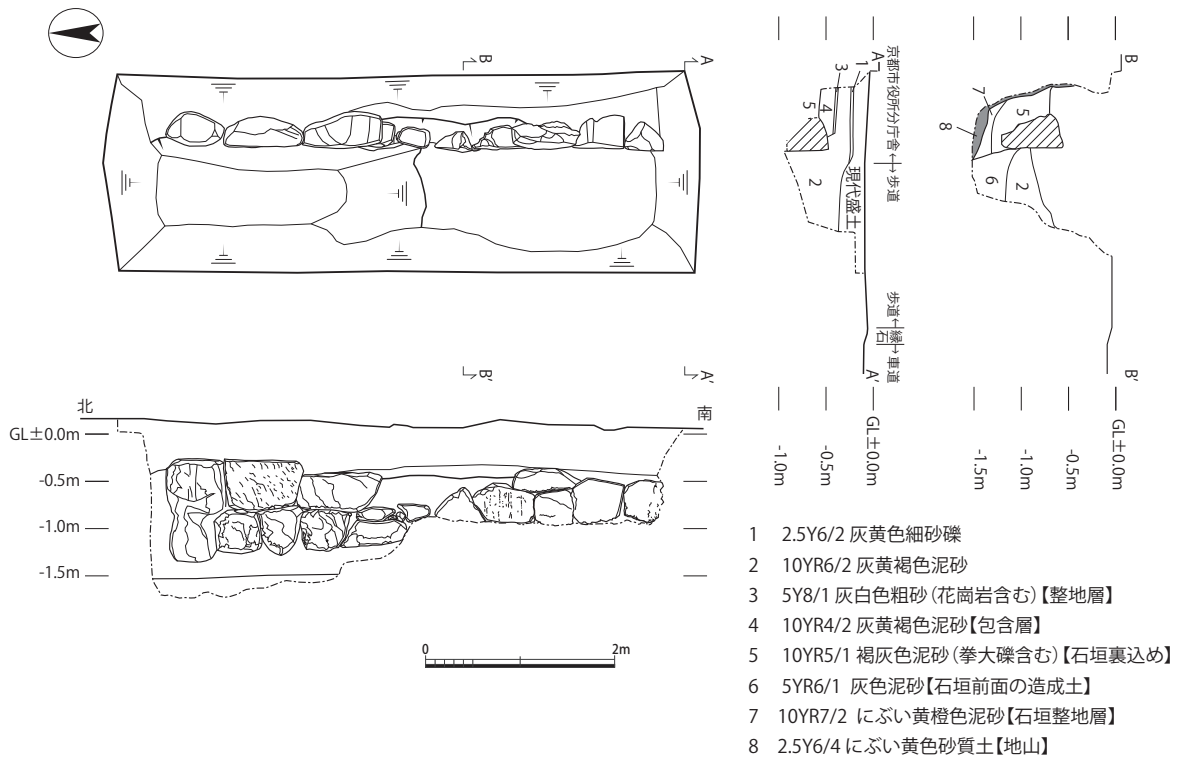 B
A
B'
A'
北
南
GL±0.0m
-0.5m
-1.0m
-1.5m
0
2m
A
京都市役所分庁舎←→歩道
歩道←縁石→車道
A'
1
3
4
5
2
現代盛土
GL±0.0m
-0.5m
-1.0m
B
B'
7
8
5
6
2
GL±0.0m
-0.5m
-1.0m
-1.5m
1 2.5Y6/2 灰黄色細砂礫
2 10YR6/2 灰黄褐色泥砂
3 5Y8/1 灰白色粗砂(花崗岩含む)【整地層】
4 10YR4/2 灰黄褐色泥砂【包含層】
5 10YR5/1 褐灰色泥砂(拳大礫含む)【石垣裏込め】
6 5YR6/1 灰色泥砂【石垣前面の造成土】
7 10YR7/2 にぶい黄橙色泥砂【石垣整地層】
8 2.5Y6/4 にぶい黄色砂質土【地山】